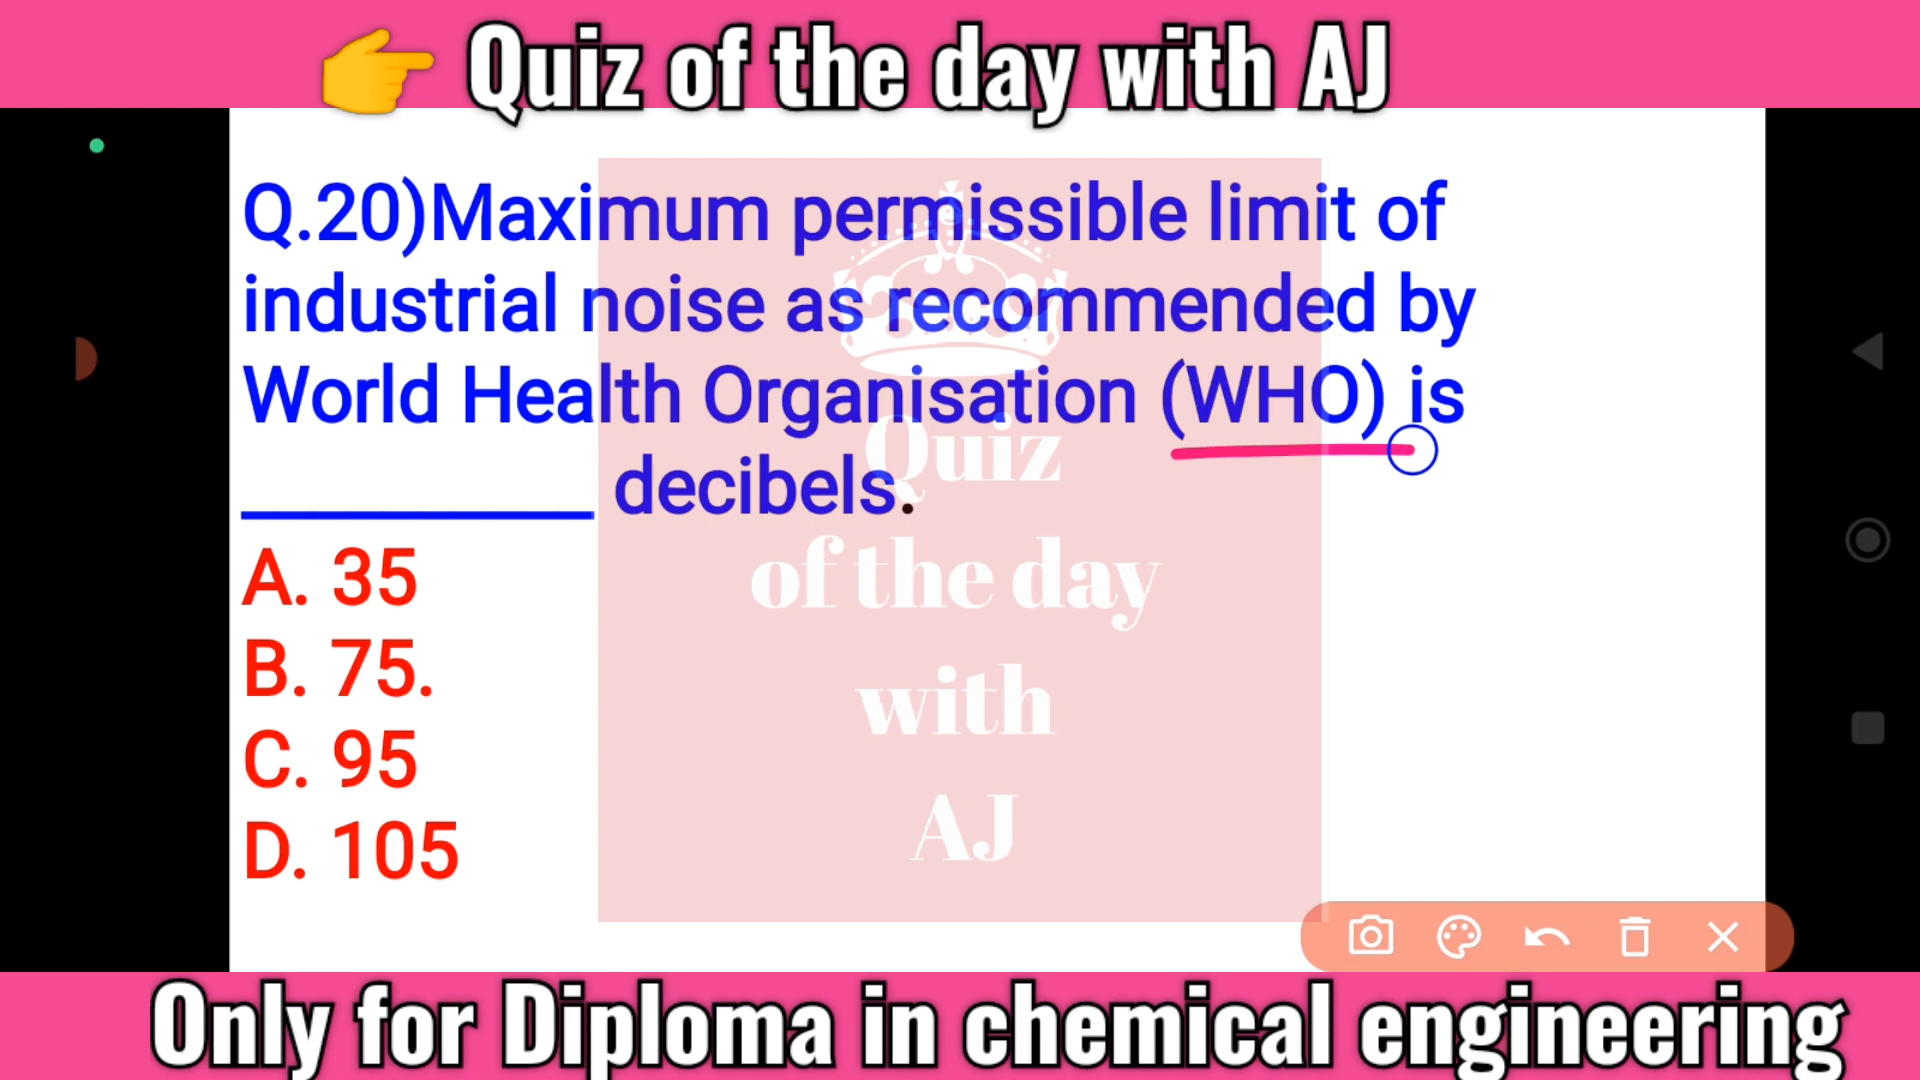 👉 Quiz of the day with AJ
Q.20)Maximum permissible limit of
industrial noise as recommended by
World Health Organisation (WHO) is
__________ decibels.
A. 35
B. 75.
C. 95
D. 105
Quiz
of the day
with
AJ
Only for Diploma in chemical engineering